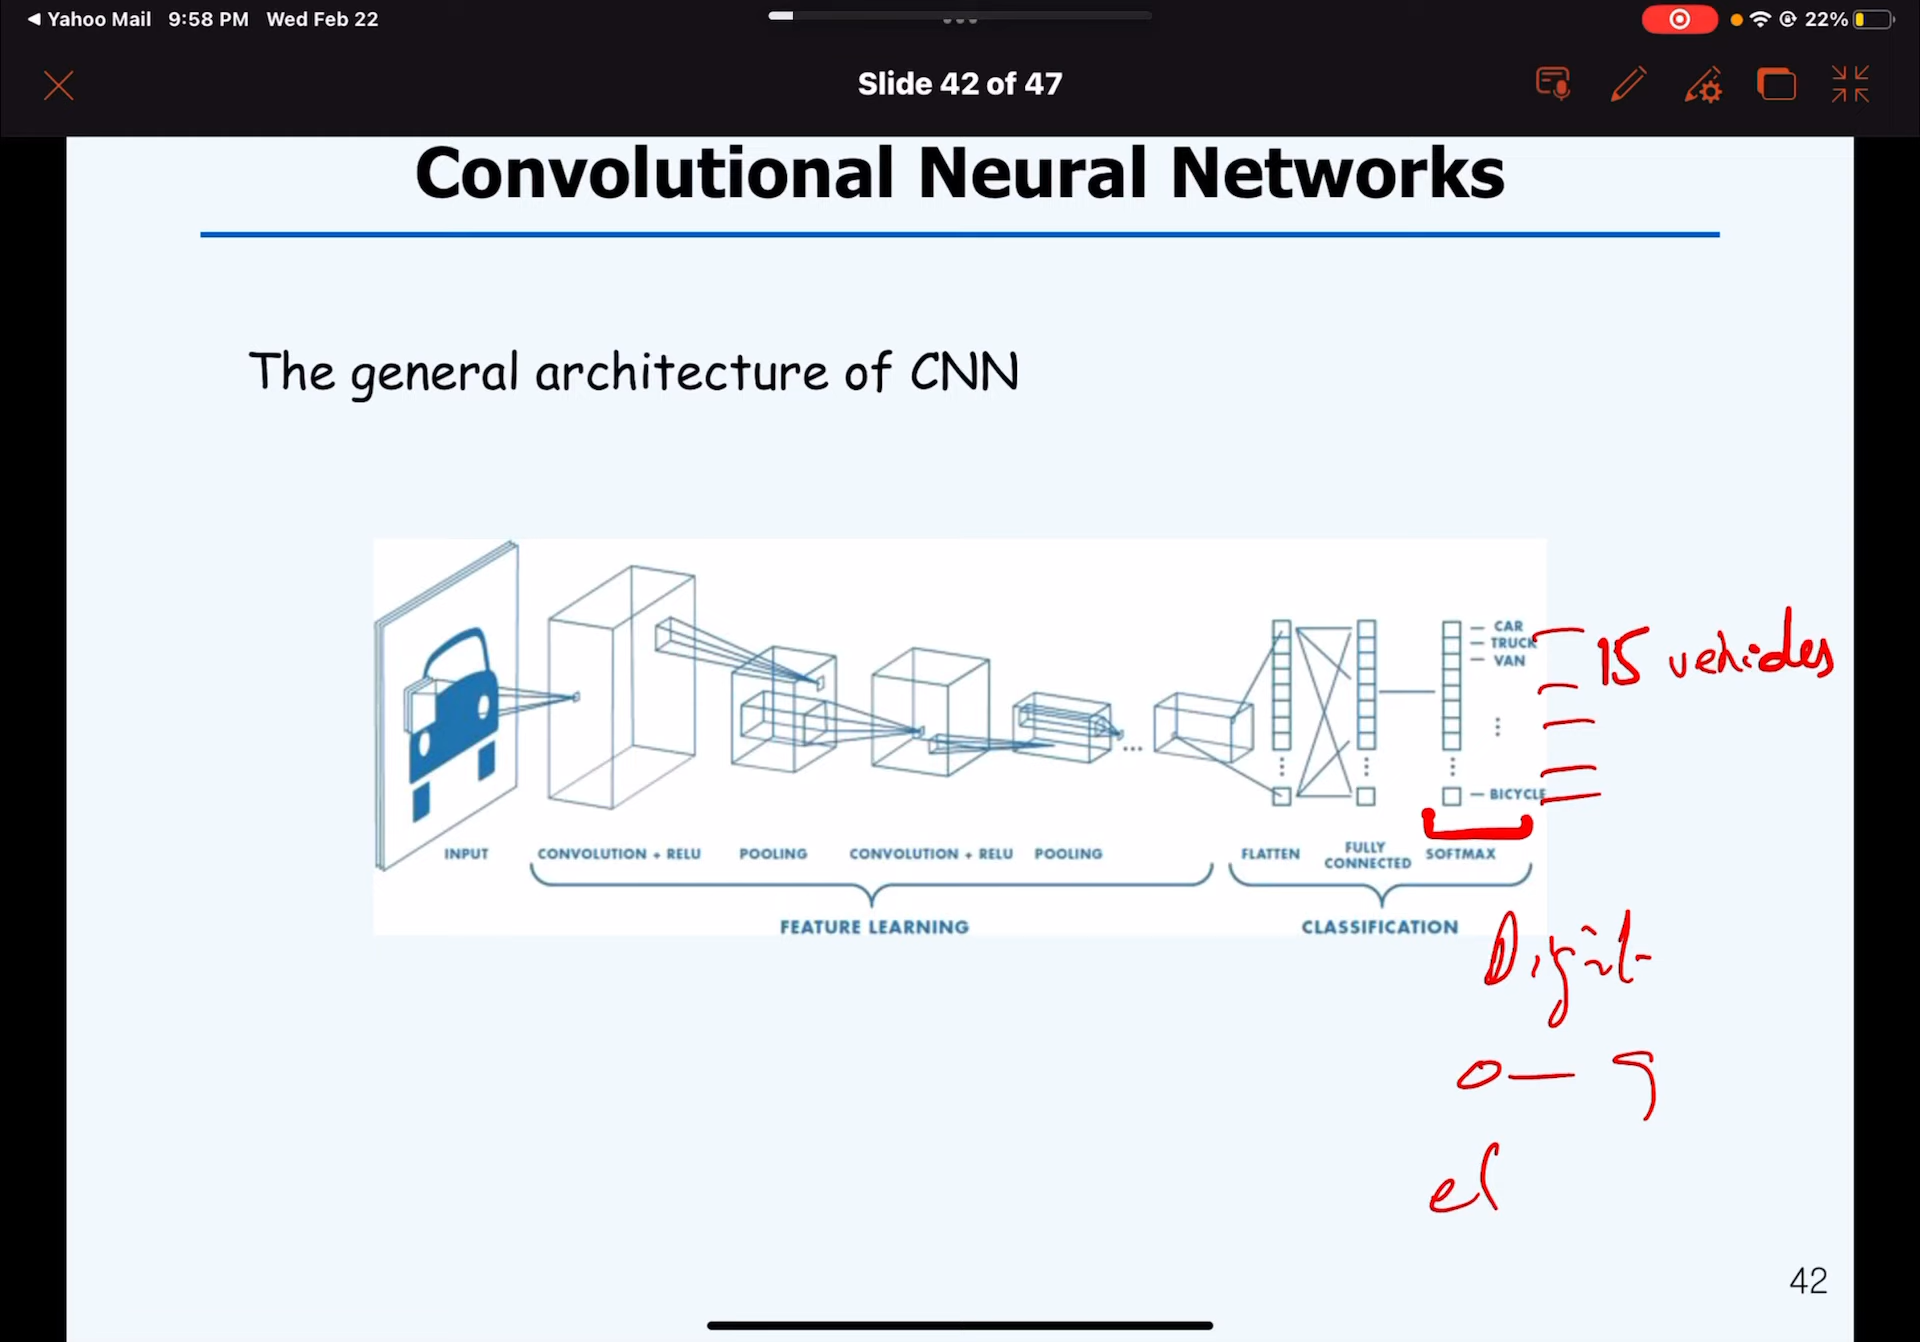 ◀ Yahoo Mail 9:58 PM Wed Feb 22 22%
Slide 42 of 47
Convolutional Neural Networks
The general architecture of CNN
CAR
TRUCK
VAN
15 vehicles
BICYCLE
INPUT CONVOLUTION + RELU POOLING CONVOLUTION + RELU POOLING FLATTEN FULLY CONNECTED SOFTMAX
FEATURE LEARNING CLASSIFICATION
Digit
0 — 9
42